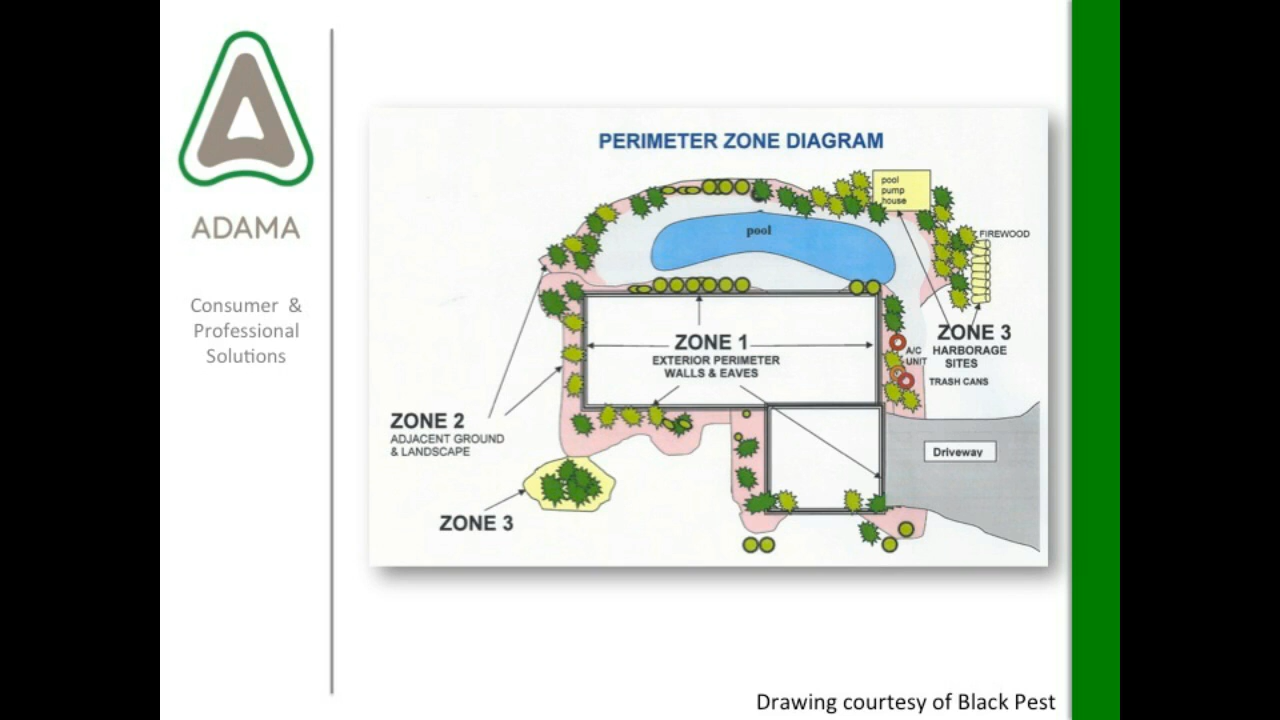 ADAMA
Consumer &
Professional
Solutions
PERIMETER ZONE DIAGRAM
pool
pump
house
FIREWOOD
pool
ZONE 1
EXTERIOR PERIMETER
WALLS & EAVES
ZONE 3
HARBORAGE
SITES
A/C
UNIT
TRASH CANS
ZONE 2
ADJACENT GROUND
& LANDSCAPE
Driveway
ZONE 3
Drawing courtesy of Black Pest